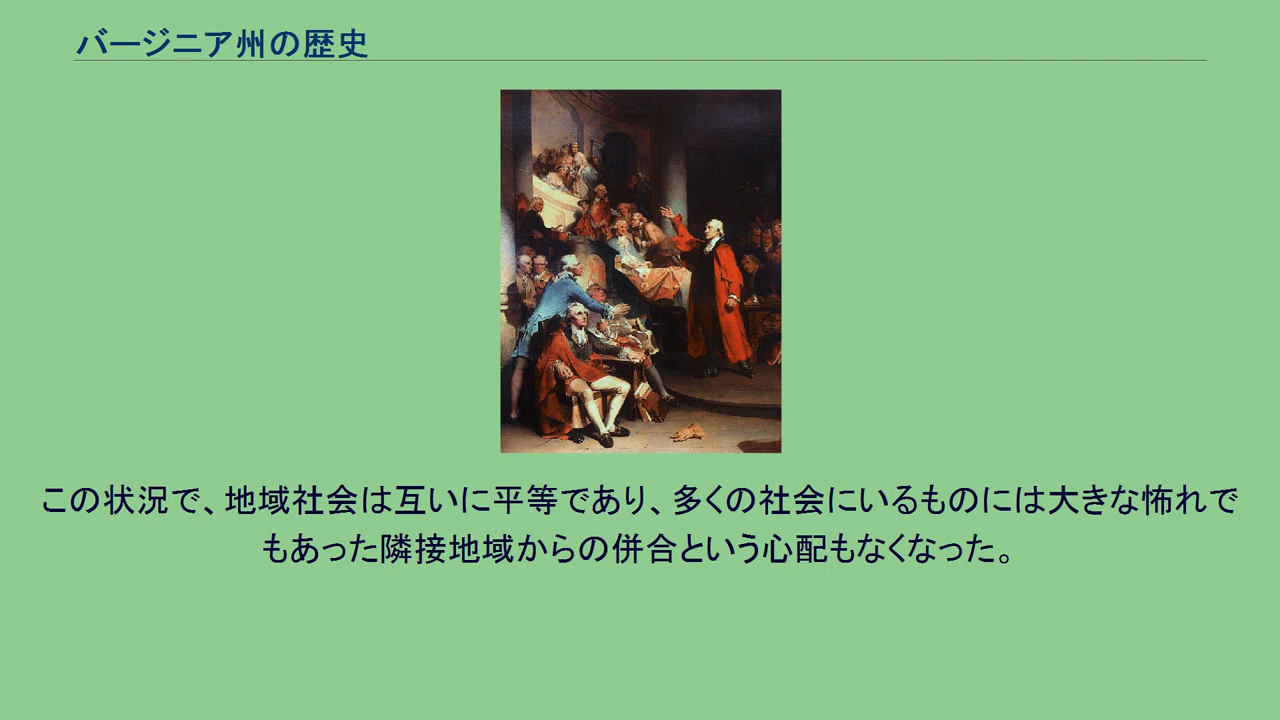 バージニア州の歴史
この状況で、地域社会は互いに平等であり、多くの社会にいるものには大きな怖れで
もあった隣接地域からの併合という心配もなくなった。